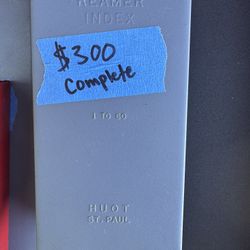 REAMER
INDEX
$300
Complete
1 TO 60
HUOT
ST. PAUL